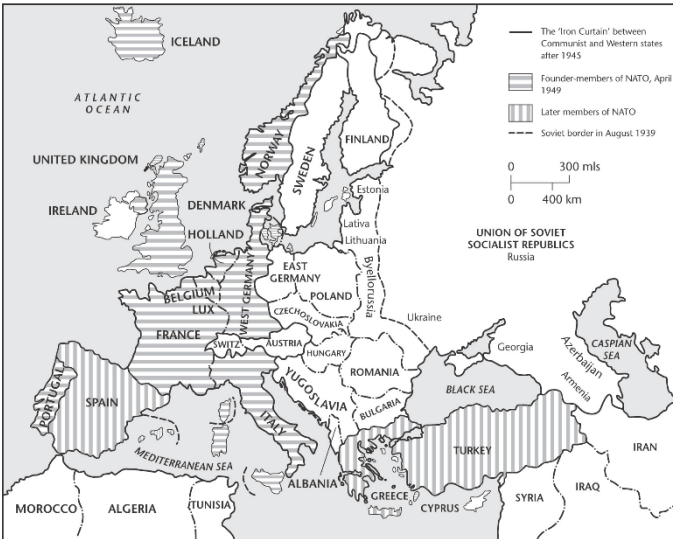 ICELAND
The 'Iron Curtain' between
Communist and Western states
after 1945
Founder-members of NATO, April
1949
Later members of NATO
Soviet border in August 1939
0 300 mls
0 400 km
ATLANTIC
OCEAN
NORWAY
SWEDEN
FINLAND
UNITED KINGDOM
IRELAND
DENMARK
HOLLAND
Estonia
Lativa
Lithuania
UNION OF SOVIET
SOCIALIST REPUBLICS
Russia
BELGIUM
LUX
WEST GERMANY
EAST
GERMANY
POLAND
Byellorussia
CZECHOSLOVAKIA
Ukraine
FRANCE
SWITZ
AUSTRIA
HUNGARY
ROMANIA
Georgia
Azerbaijan
Armenia
CASPIAN
SEA
PORTUGAL
SPAIN
ITALY
YUGOSLAVIA
BULGARIA
BLACK SEA
MEDITERRANEAN SEA
ALBANIA
GREECE
TURKEY
IRAN
MOROCCO
ALGERIA
TUNISIA
CYPRUS
SYRIA
IRAQ